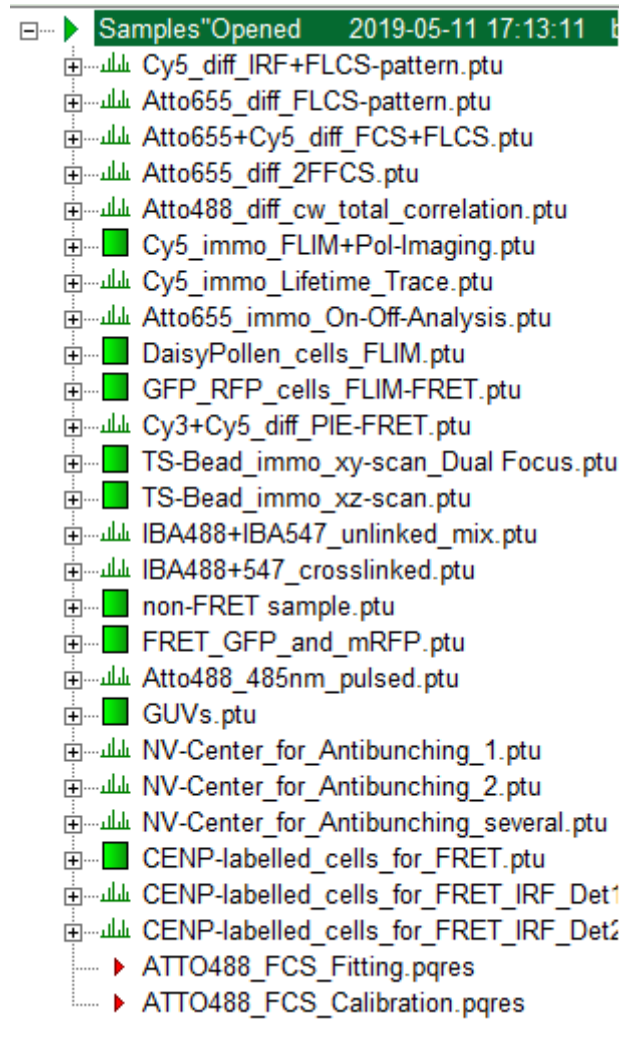 Samples"Opened 2019-05-11 17:13:11
Cy5_diff_IRF+FLCS-pattern.ptu
Atto655_diff_FLCS-pattern.ptu
Atto655+Cy5_diff_FCS+FLCS.ptu
Atto655_diff_2FFCS.ptu
Atto488_diff_cw_total_correlation.ptu
Cy5_immo_FLIM+Pol-Imaging.ptu
Cy5_immo_Lifetime_Trace.ptu
Atto655_immo_On-Off-Analysis.ptu
DaisyPollen_cells_FLIM.ptu
GFP_RFP_cells_FLIM-FRET.ptu
Cy3+Cy5_diff_PIE-FRET.ptu
TS-Bead_immo_xy-scan_Dual Focus.ptu
TS-Bead_immo_xz-scan.ptu
IBA488+IBA547_unlinked_mix.ptu
IBA488+547_crosslinked.ptu
non-FRET sample.ptu
FRET_GFP_and_mRFP.ptu
Atto488_485nm_pulsed.ptu
GUVs.ptu
NV-Center_for_Antibunching_1.ptu
NV-Center_for_Antibunching_2.ptu
NV-Center_for_Antibunching_several.ptu
CENP-labelled_cells_for_FRET.ptu
CENP-labelled_cells_for_FRET_IRF_Det1
CENP-labelled_cells_for_FRET_IRF_Det2
ATTO488_FCS_Fitting.pqres
ATTO488_FCS_Calibration.pqres